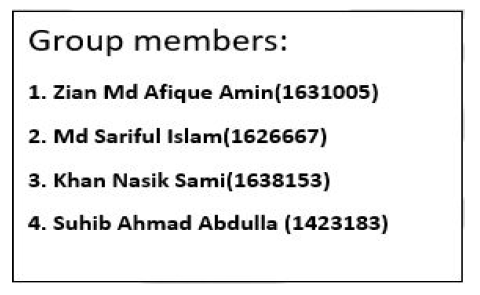 Group members:
1. Zian Md Afique Amin(1631005)
2. Md Sariful Islam(1626667)
3. Khan Nasik Sami(1638153)
4. Suhib Ahmad Abdulla (1423183)